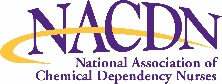 NACDN
National Association of
Chemical Dependency Nurses